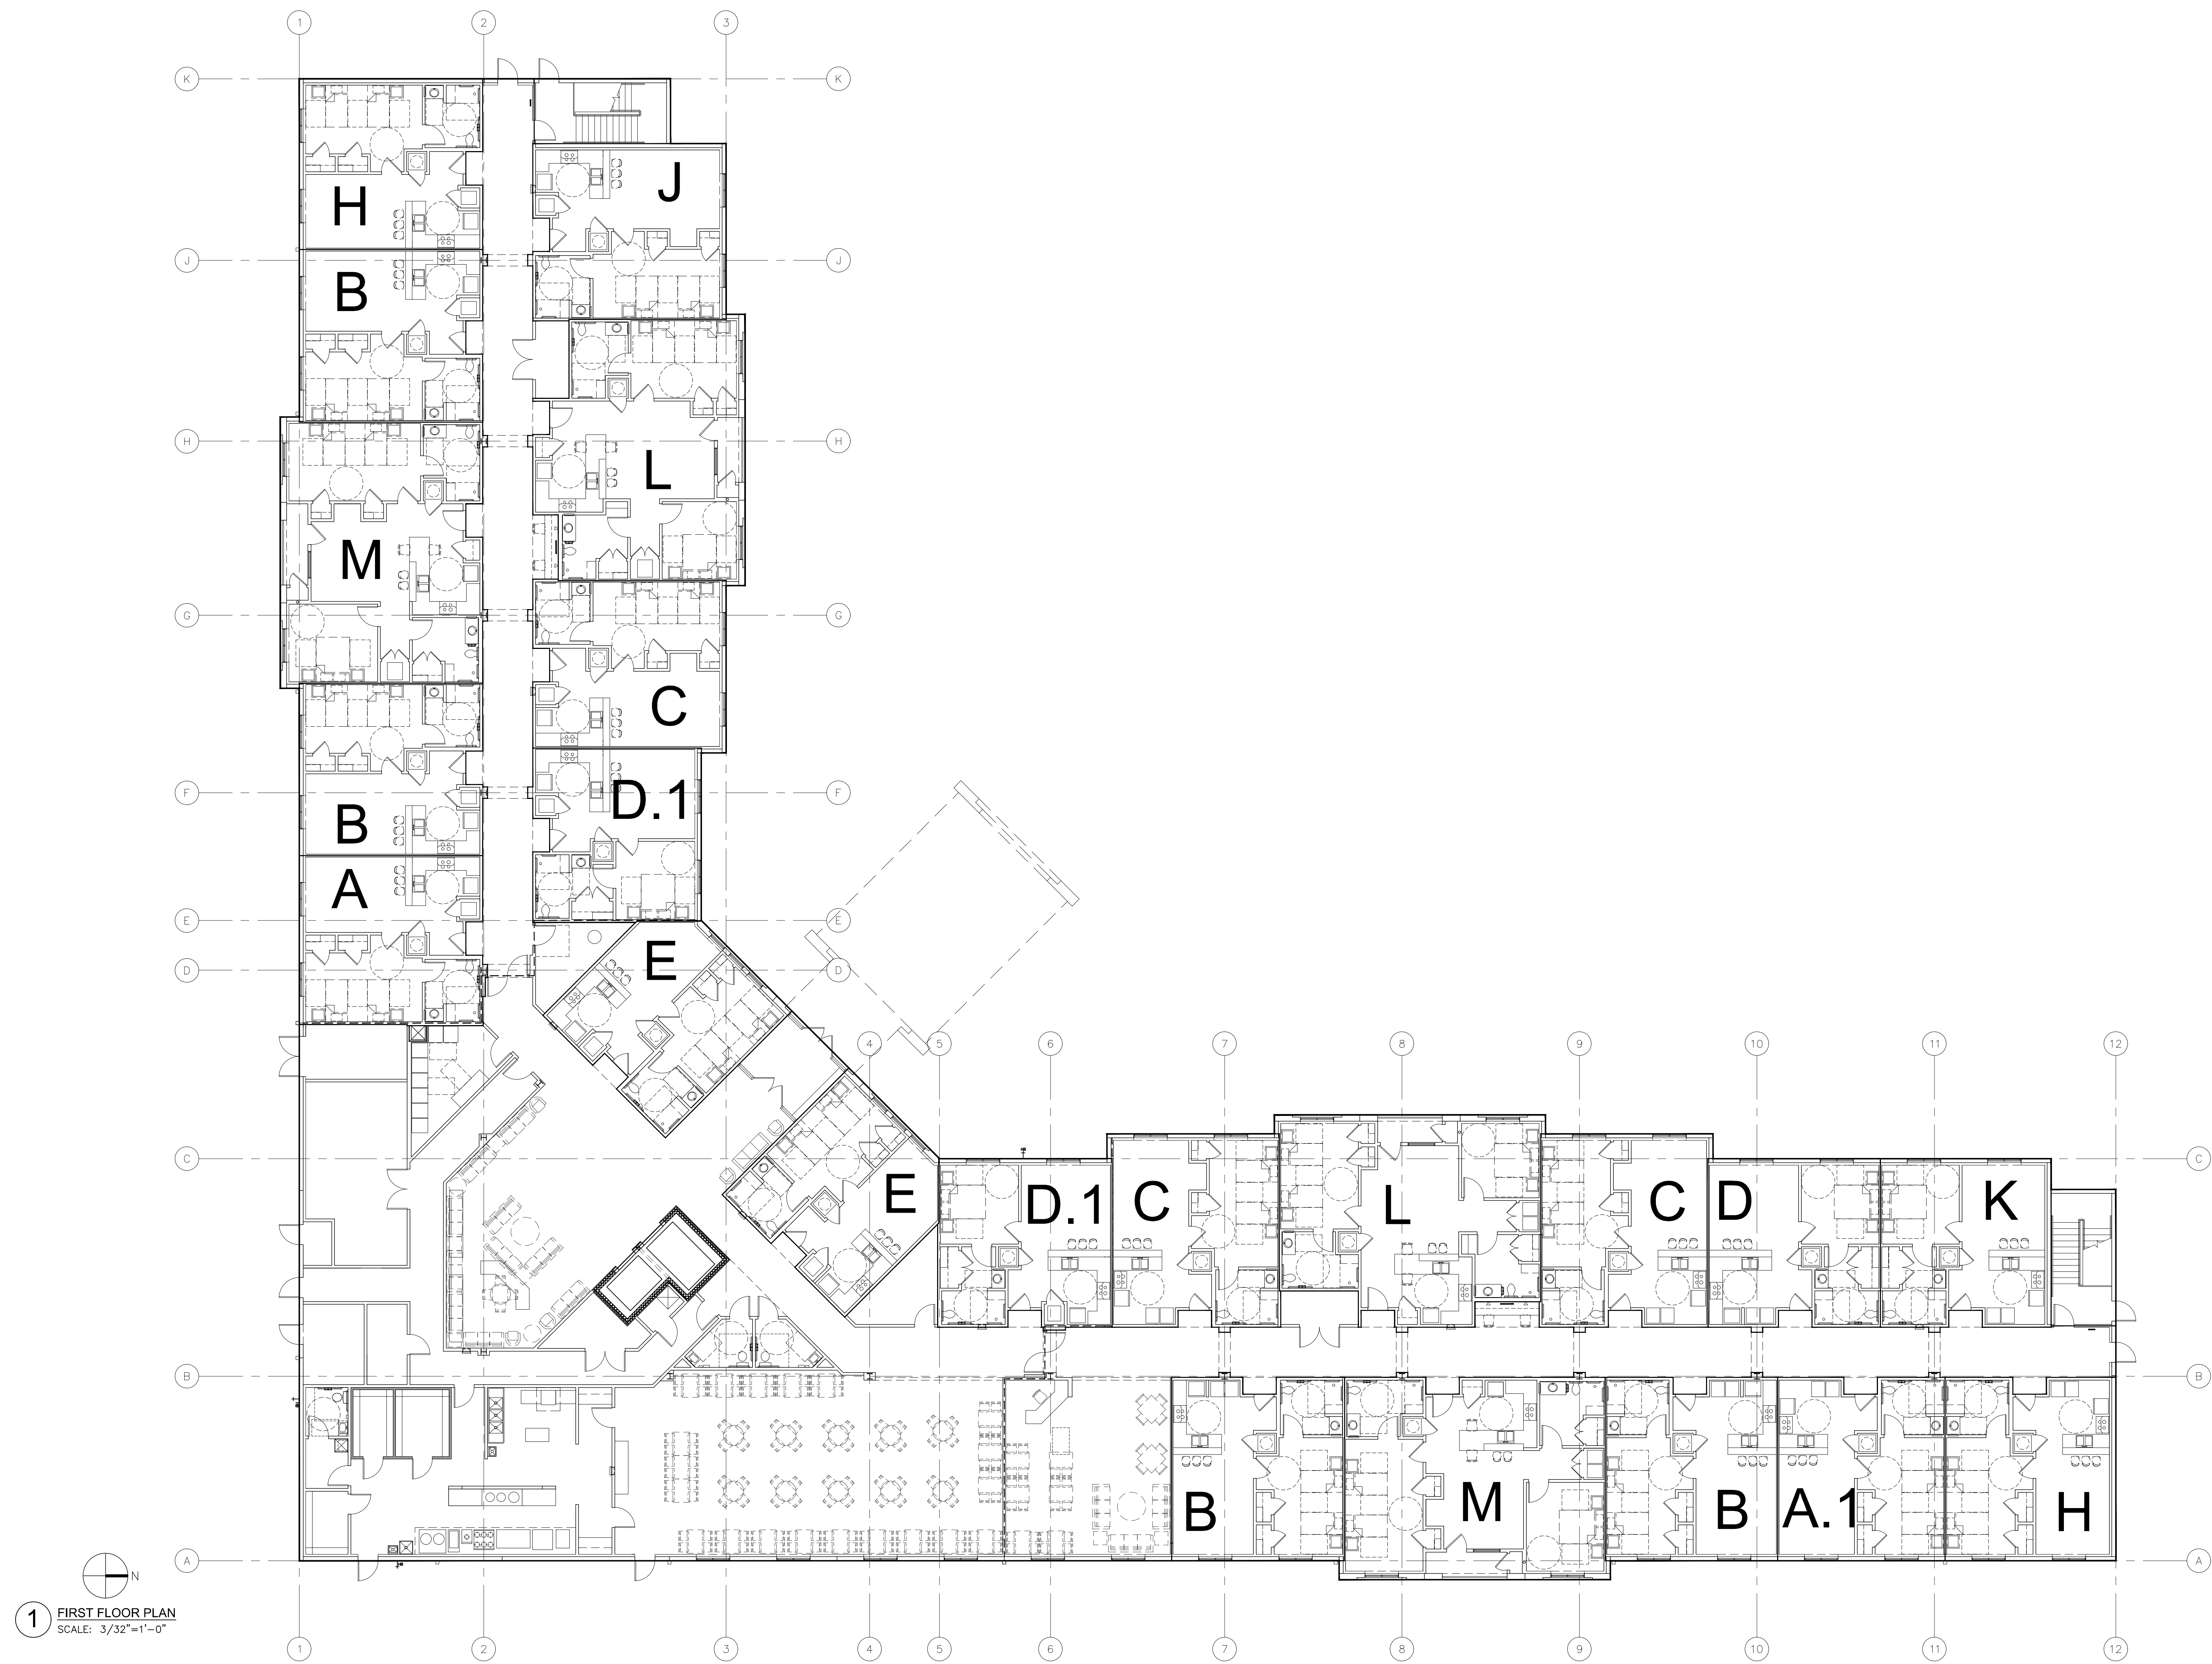 1 2 3
K K
H J
J J
B
H H
L
M
G G
C
B
F D.1 F
A
E E
E
D D
4 5 6 7 8 9 10 11 12
C C
E D.1 C L C D K
B B
B M B A.1 H
A A
N
1 FIRST FLOOR PLAN
SCALE: 3/32"=1'-0"
1 2 3 4 5 6 7 8 9 10 11 12